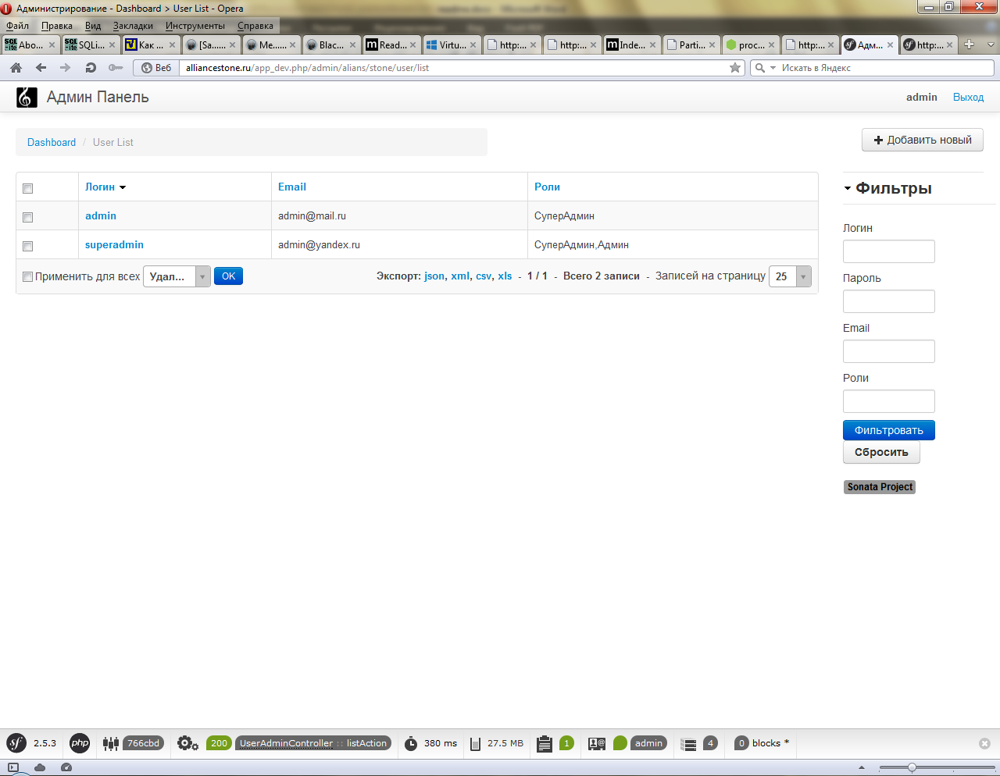 Администрирование - Dashboard > User List - Opera
Файл Правка Вид Закладки Инструменты Справка
Abo... SQLi... Как ... [Sa...... Me...... Blac... Read... Virtu... http:... http:... Inde... Parti... proc... http:... Адм... http:...
Веб alliancestone.ru/app_dev.php/admin/alians/stone/user/list Искать в Яндекс
Админ Панель admin Выход
Dashboard / User List
Добавить новый
Логин Email Роли
admin admin@mail.ru СуперАдмин
superadmin admin@yandex.ru СуперАдмин,Админ
Применить для всех Удал... OK Экспорт: json, xml, csv, xls - 1 / 1 - Всего 2 записи - Записей на страницу 25
Фильтры
Логин
Пароль
Email
Роли
Фильтровать
Сбросить
Sonata Project
2.5.3 php 766cbd 200 UserAdminController :: listAction 380 ms 27.5 MB 1 admin 4 0 blocks *